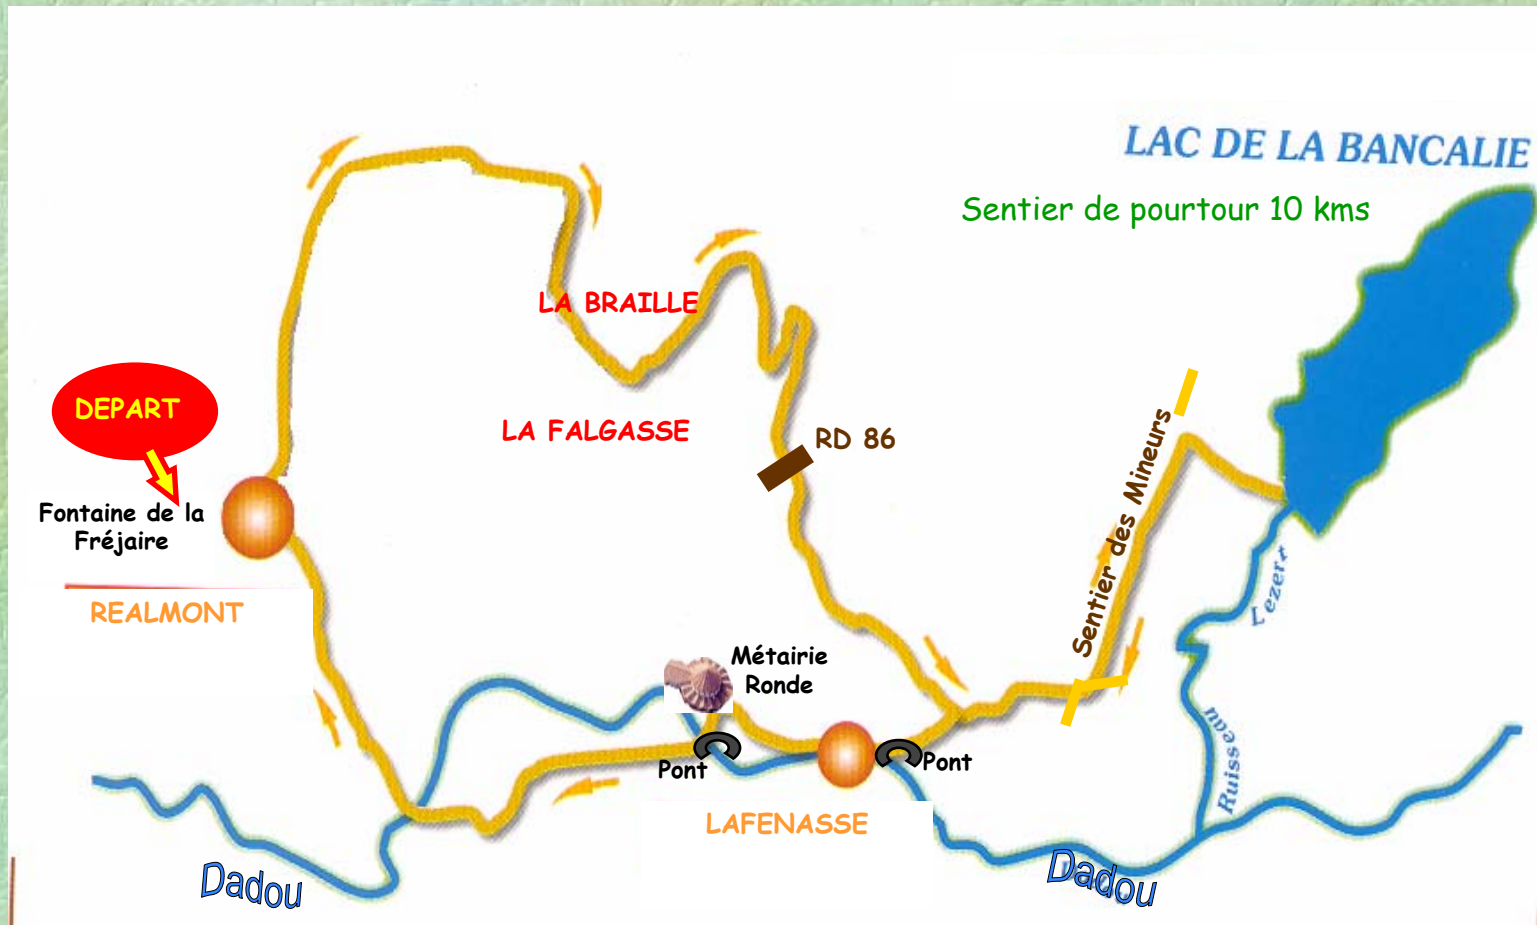 LAC DE LA BANCALIE
Sentier de pourtour 10 kms
LA BRAILLE
DEPART
LA FALGASSE
RD 86
Sentier des Mineurs
Fontaine de la
Fréjaire
Lezert
REALMONT
Métairie
Ronde
Ruisseau
Pont
Pont
LAFENASSE
Dadou
Dadou